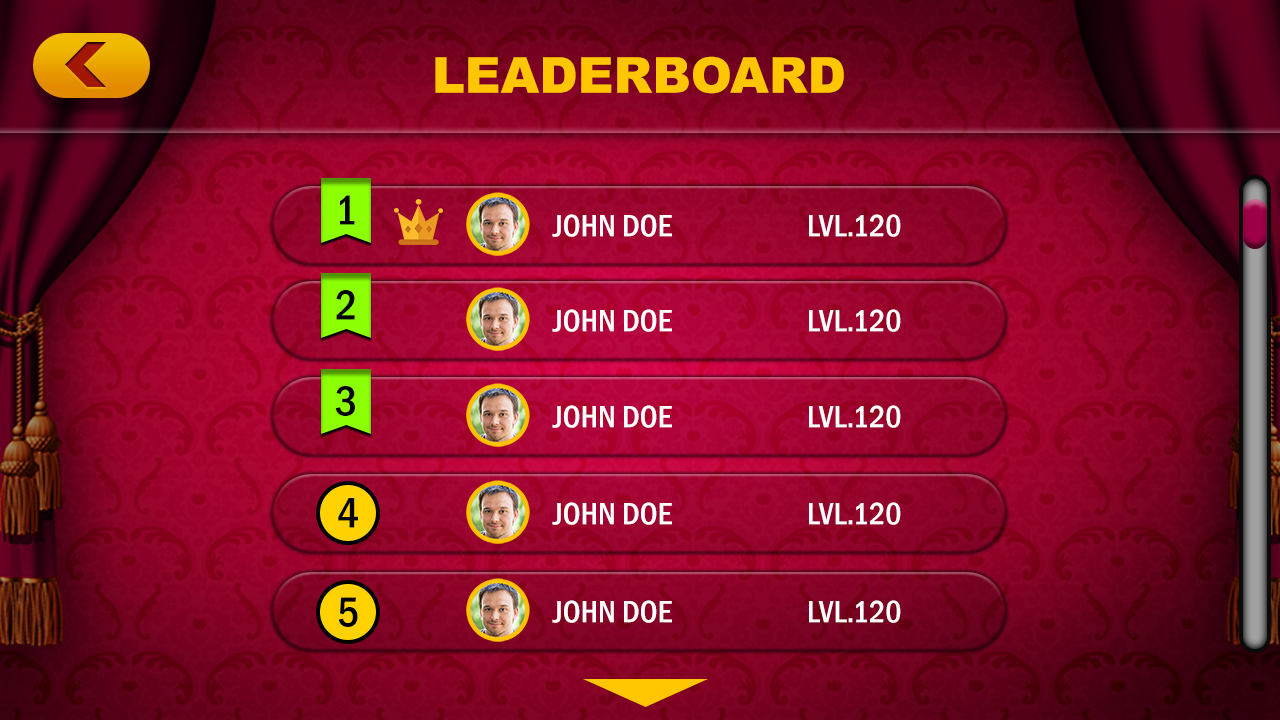 LEADERBOARD
1 JOHN DOE LVL.120
2 JOHN DOE LVL.120
3 JOHN DOE LVL.120
4 JOHN DOE LVL.120
5 JOHN DOE LVL.120